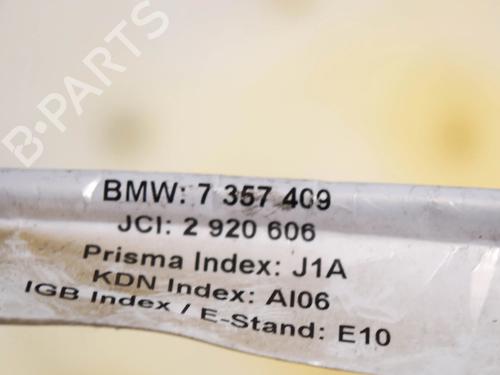 B·PARTS
BMW: 7 357 409
JCI: 2 920 606
Prisma Index: J1A
KDN Index: AI06
IGB Index / E-Stand: E10